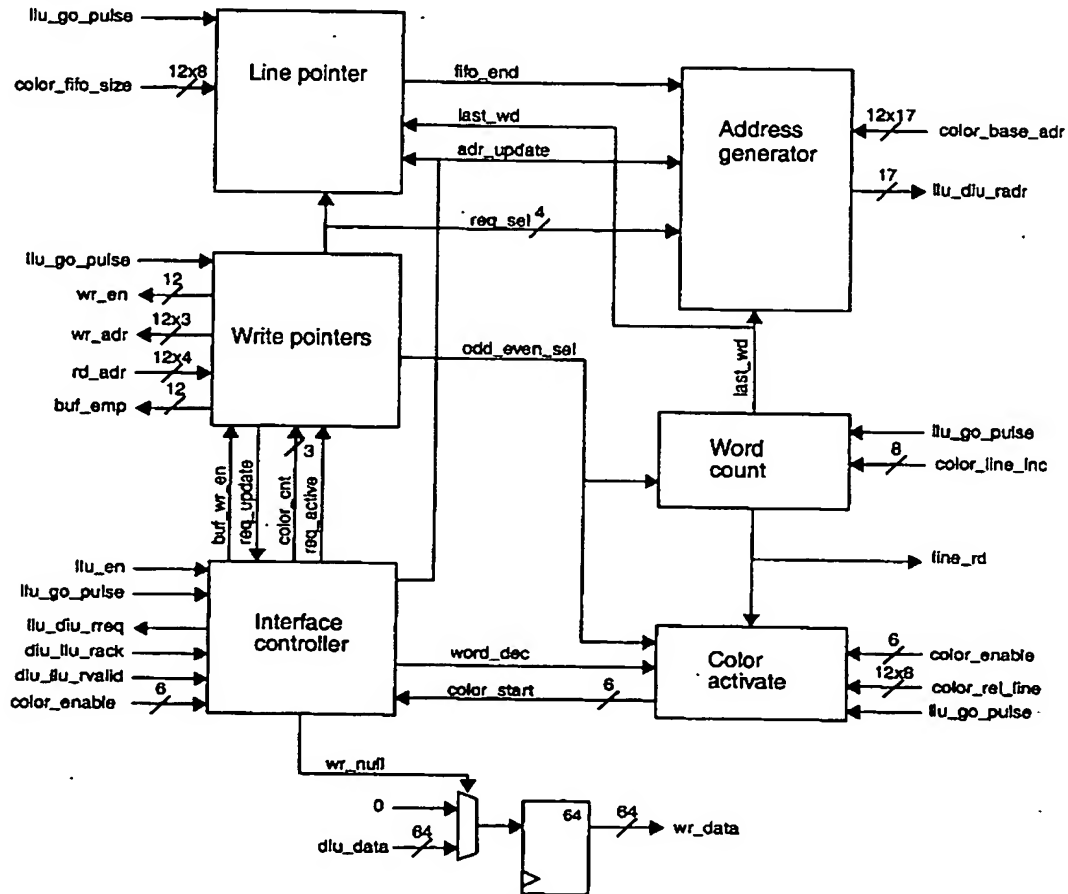 llu_go_pulse
Line pointer
color_fifo_size
12x8
fifo_end
last_wd
adr_update
Address
generator
12x17
color_base_adr
17
llu_diu_radr
req_sel
4
llu_go_pulse
wr_en
12
wr_adr
12x3
rd_adr
12x4
buf_emp
12
Write pointers
odd_even_sel
last_wd
Word
count
llu_go_pulse
8
color_line_inc
buf_wr_en
req_update
color_cnt
3
req_active
line_rd
llu_en
llu_go_pulse
llu_diu_rreq
diu_llu_rack
diu_llu_rvalid
color_enable
6
Interface
controller
word_dec
color_start
6
Color
activate
6
color_enable
12x8
color_rel_line
llu_go_pulse
wr_null
0
diu_data
64
64
64
wr_data